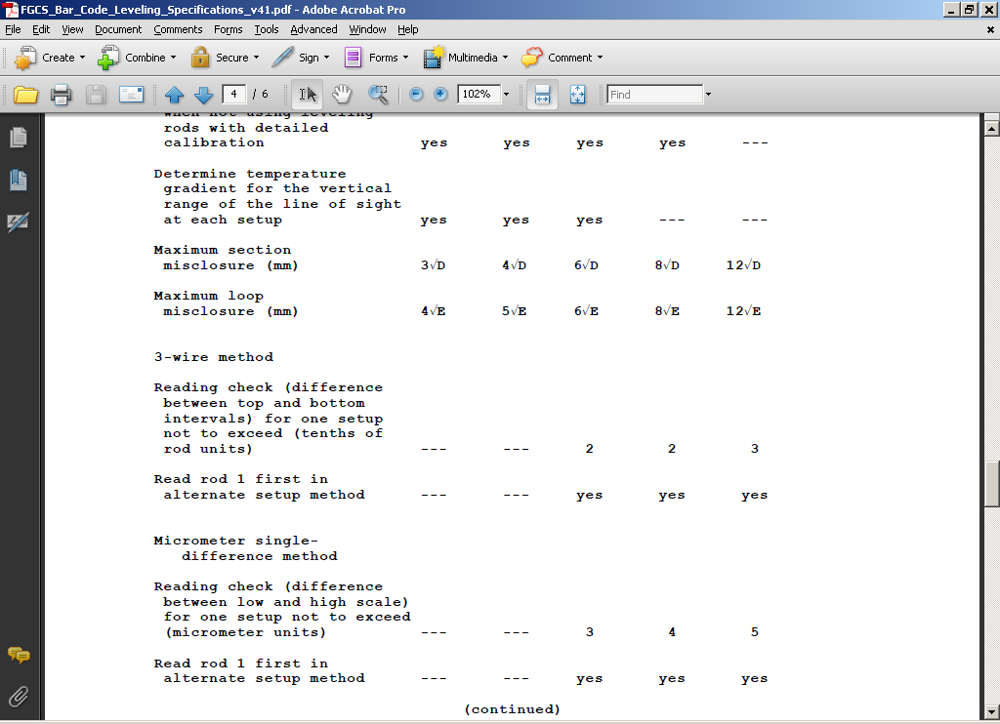 FGCS_Bar_Code_Leveling_Specifications_v41.pdf - Adobe Acrobat Pro
File Edit View Document Comments Forms Tools Advanced Window Help
Create Combine Secure Sign Forms Multimedia Comment
4 / 6 102% Find
when not using leveling
rods with detailed
calibration yes yes yes yes ---
Determine temperature
gradient for the vertical
range of the line of sight
at each setup yes yes yes --- ---
Maximum section
misclosure (mm) 3√D 4√D 6√D 8√D 12√D
Maximum loop
misclosure (mm) 4√E 5√E 6√E 8√E 12√E
3-wire method
Reading check (difference
between top and bottom
intervals) for one setup
not to exceed (tenths of
rod units) --- --- 2 2 3
Read rod 1 first in
alternate setup method --- --- yes yes yes
Micrometer single-
difference method
Reading check (difference
between low and high scale)
for one setup not to exceed
(micrometer units) --- --- 3 4 5
Read rod 1 first in
alternate setup method --- --- yes yes yes
(continued)